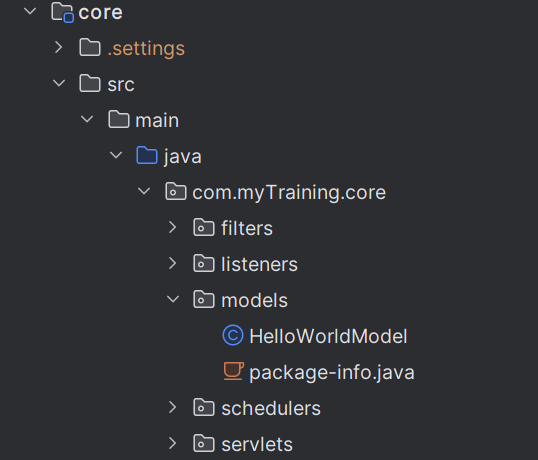 core
.settings
src
main
java
com.myTraining.core
filters
listeners
models
HelloWorldModel
package-info.java
schedulers
servlets